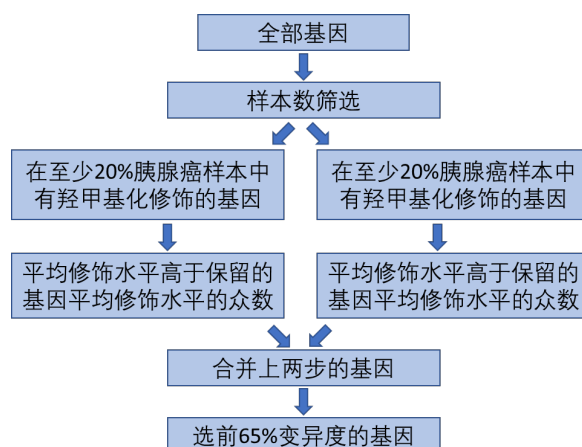 全部基因
样本数筛选
在至少20%胰腺癌样本中
有羟甲基化修饰的基因
在至少20%胰腺癌样本中
有羟甲基化修饰的基因
平均修饰水平高于保留的
基因平均修饰水平的众数
平均修饰水平高于保留的
基因平均修饰水平的众数
合并上两步的基因
选前65%变异度的基因